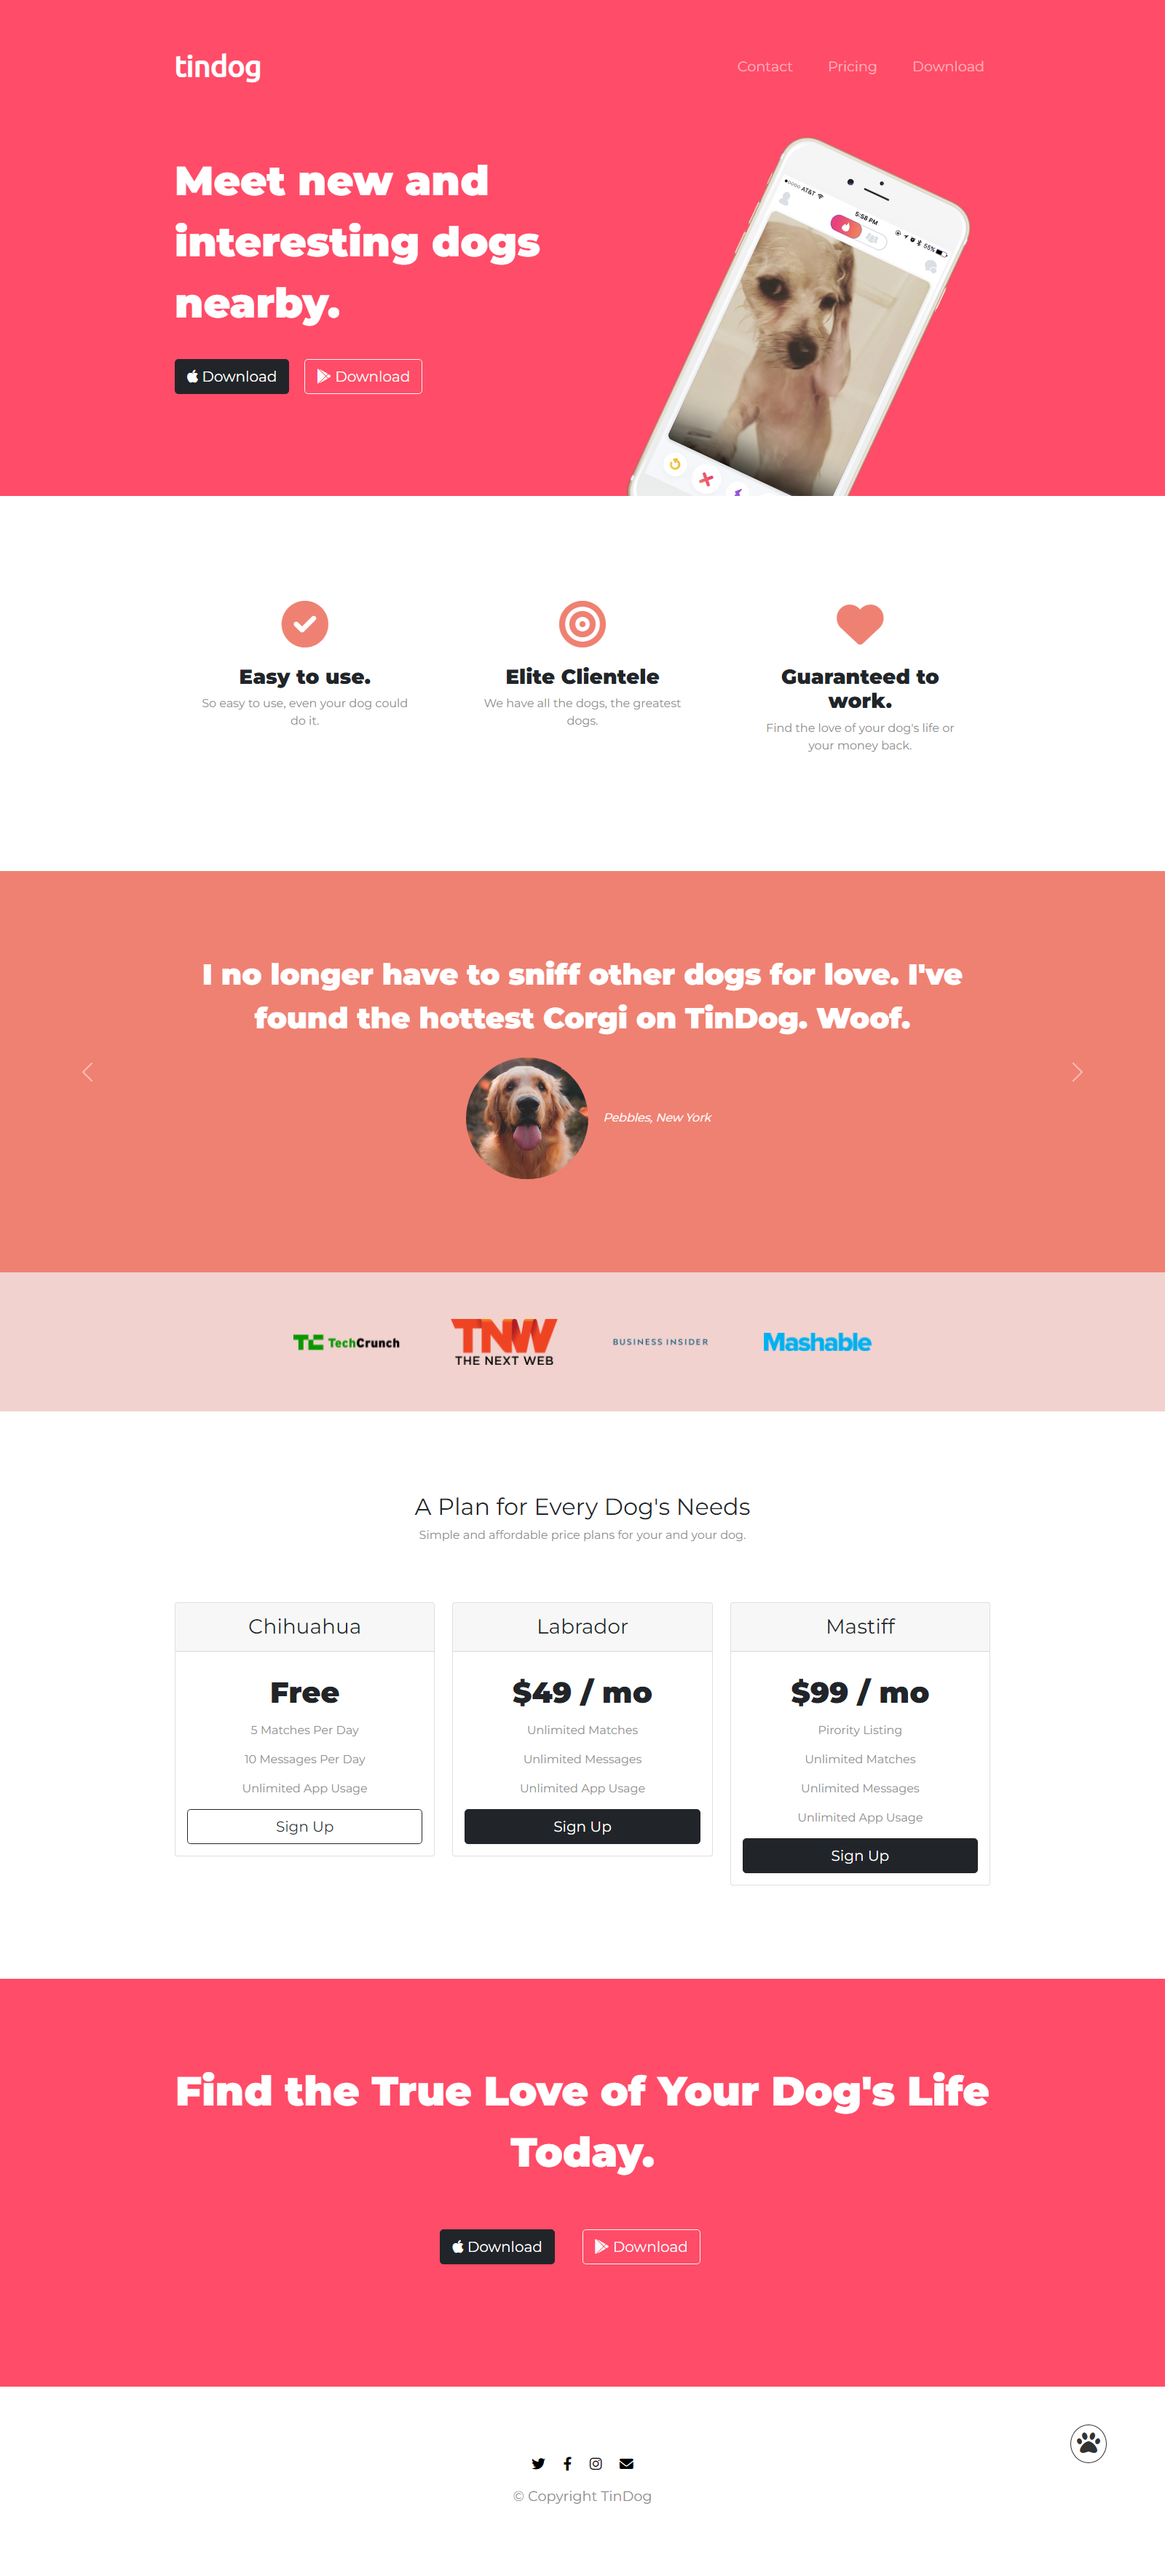 tindog
Contact Pricing Download
Meet new and
interesting dogs
nearby.
Download Download
AT&T 5:58 PM 55%
Easy to use.
So easy to use, even your dog could
do it.
Elite Clientele
We have all the dogs, the greatest
dogs.
Guaranteed to
work.
Find the love of your dog's life or
your money back.
I no longer have to sniff other dogs for love. I've
found the hottest Corgi on TinDog. Woof.
Pebbles, New York
TC TechCrunch
TNW
THE NEXT WEB
BUSINESS INSIDER
Mashable
A Plan for Every Dog's Needs
Simple and affordable price plans for your and your dog.
Chihuahua
Free
5 Matches Per Day
10 Messages Per Day
Unlimited App Usage
Sign Up
Labrador
$49 / mo
Unlimited Matches
Unlimited Messages
Unlimited App Usage
Sign Up
Mastiff
$99 / mo
Pirority Listing
Unlimited Matches
Unlimited Messages
Unlimited App Usage
Sign Up
Find the True Love of Your Dog's Life
Today.
Download Download
© Copyright TinDog